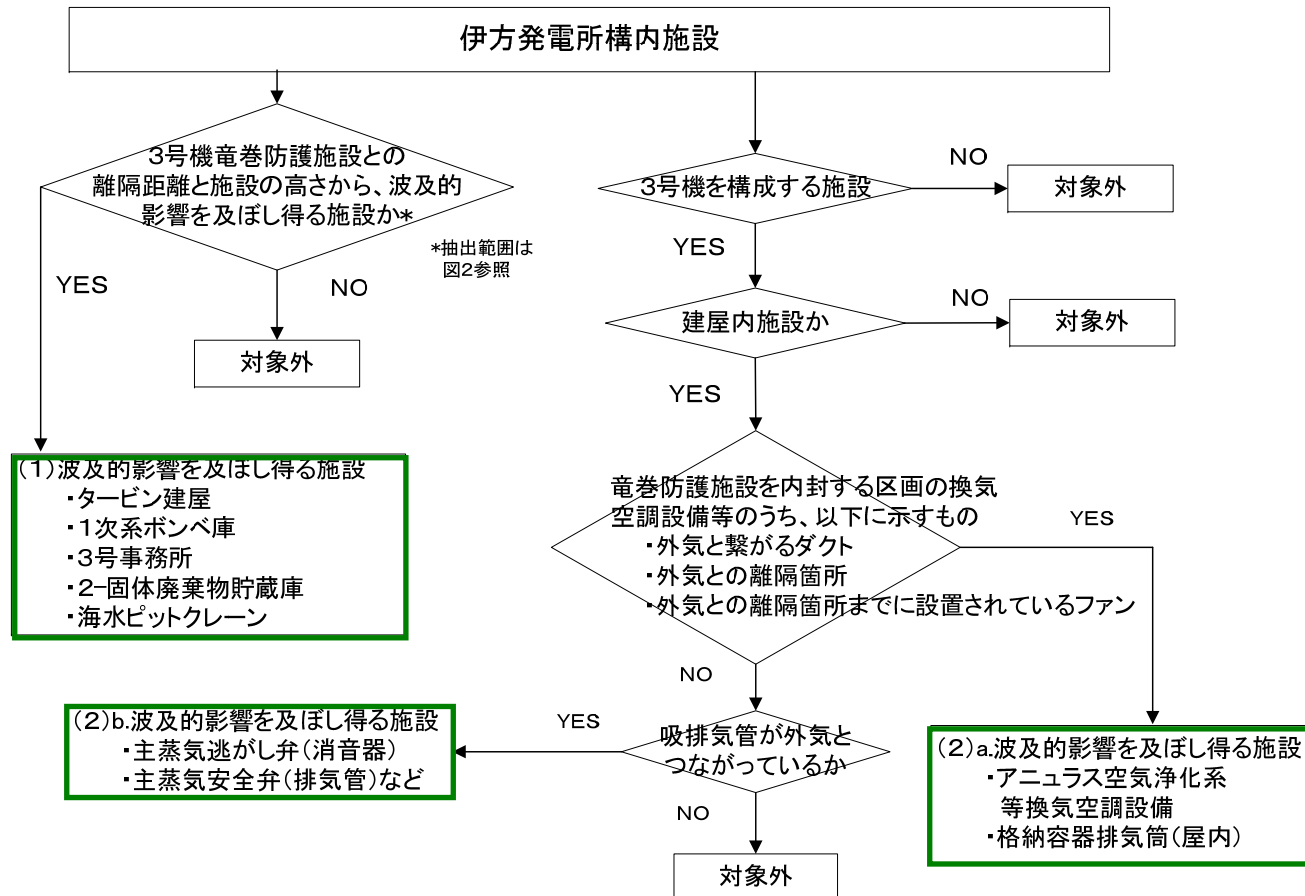 伊方発電所構内施設
3号機竜巻防護施設との
離隔距離と施設の高さから、波及的
影響を及ぼし得る施設か*
*抽出範囲は
図2参照
YES
NO
対象外
(1)波及的影響を及ぼし得る施設
・タービン建屋
・1次系ボンベ庫
・3号事務所
・2-固体廃棄物貯蔵庫
・海水ピットクレーン
3号機を構成する施設
NO
対象外
YES
建屋内施設か
NO
対象外
YES
竜巻防護施設を内封する区画の換気
空調設備等のうち、以下に示すもの
・外気と繋がるダクト
・外気との離隔箇所
・外気との離隔箇所までに設置されているファン
YES
NO
吸排気管が外気と
つながっているか
YES
(2)b.波及的影響を及ぼし得る施設
・主蒸気逃がし弁(消音器)
・主蒸気安全弁(排気管)など
NO
対象外
(2)a.波及的影響を及ぼし得る施設
・アニュラス空気浄化系
等換気空調設備
・格納容器排気筒(屋内)